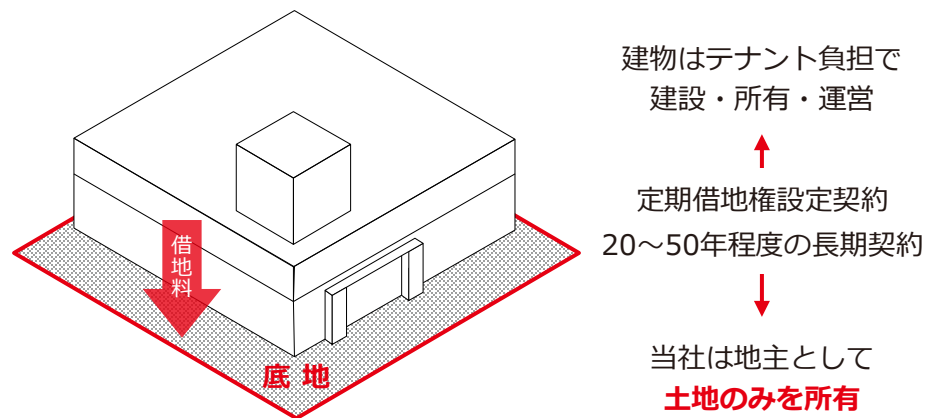 借地料
底地
建物はテナント負担で
建設・所有・運営
定期借地権設定契約
20～50年程度の長期契約
当社は地主として
土地のみを所有